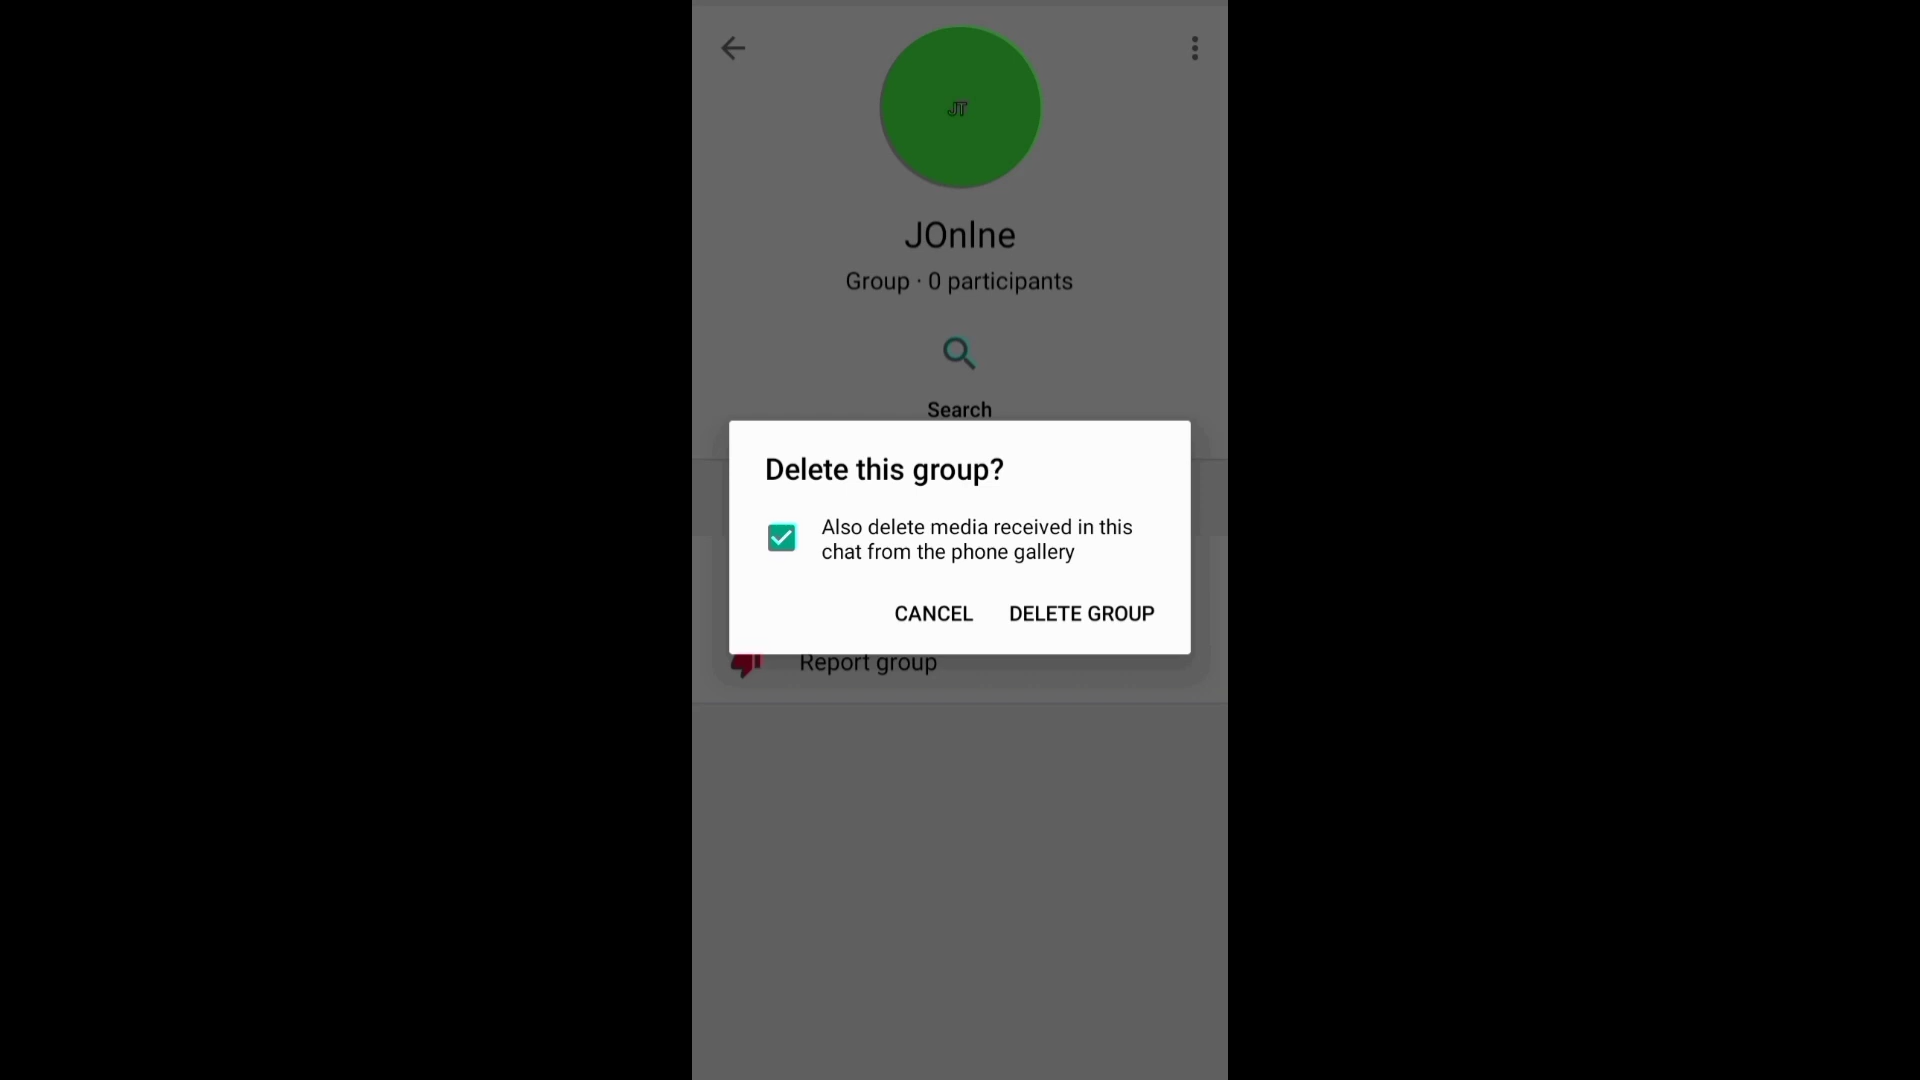 JT
JOnlne
Group · 0 participants
Search
Delete this group?
Also delete media received in this
chat from the phone gallery
CANCEL DELETE GROUP
Report group